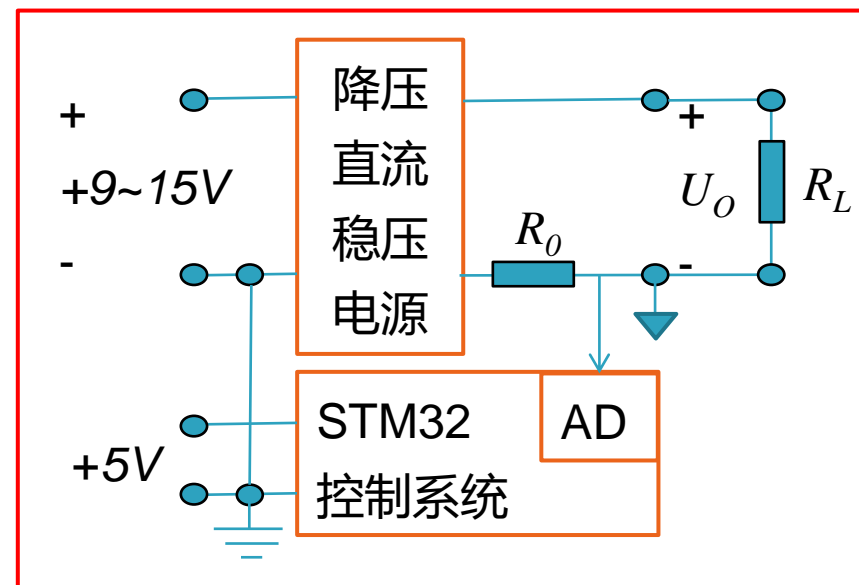 +
+9~15V
-
降压
直流
稳压
电源
R0
+
UO
-
RL
+5V
STM32
控制系统
AD